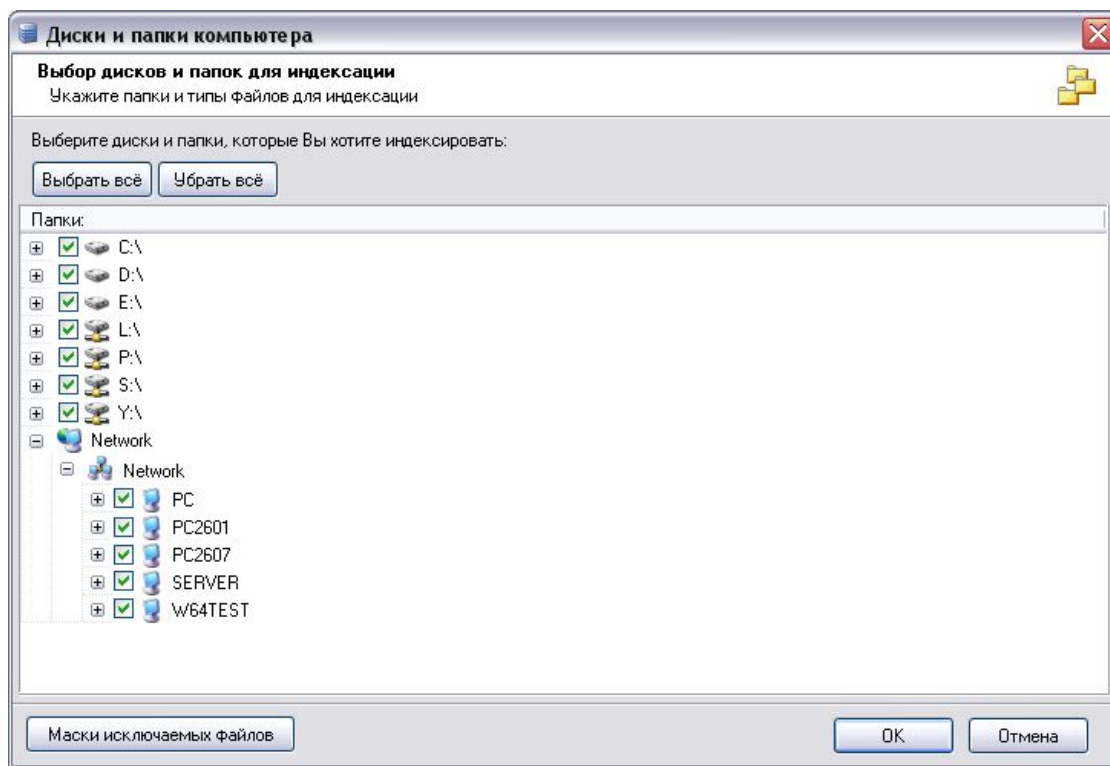 Диски и папки компьютера
Выбор дисков и папок для индексации
Укажите папки и типы файлов для индексации
Выберите диски и папки, которые Вы хотите индексировать:
Выбрать всё Убрать всё
Папки:
C:\
D:\
E:\
L:\
P:\
S:\
Y:\
Network
Network
PC
PC2601
PC2607
SERVER
W64TEST
Маски исключаемых файлов OK Отмена